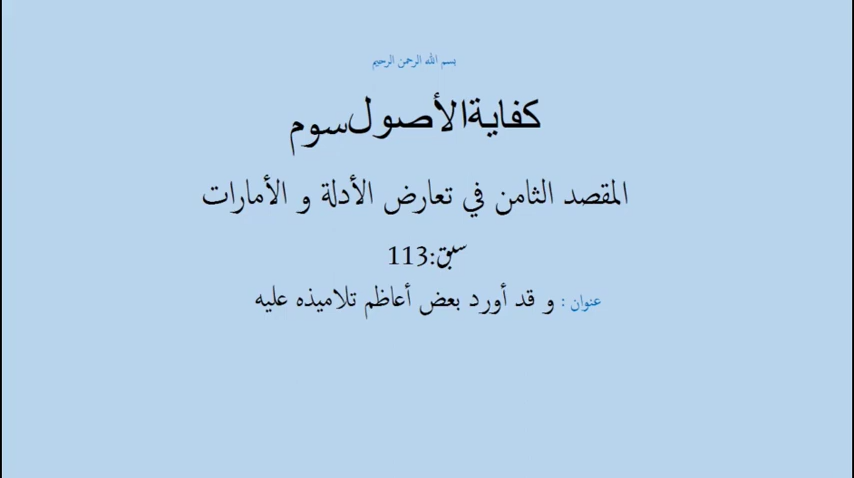 بسم الله الرحمن الرحيم
كفاية الأصول سوم
المقصد الثامن في تعارض الأدلة و الأمارات
سبق:113
عنوان : و قد أورد بعض أعاظم تلاميذه عليه